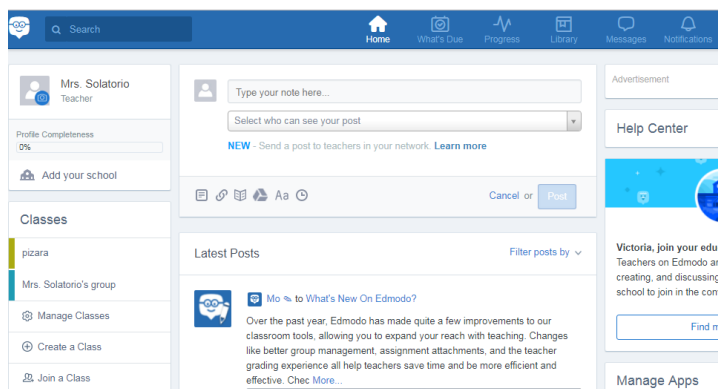 Search
Home
What's Due
Progress
Library
Messages
Notifications
Mrs. Solatorio
Teacher
Profile Completeness
0%
Add your school
Classes
pizara
Mrs. Solatorio's group
Manage Classes
Create a Class
Join a Class
Type your note here...
Select who can see your post
NEW - Send a post to teachers in your network. Learn more
Aa
Cancel or Post
Latest Posts
Filter posts by
Mo to What's New On Edmodo?
Over the past year, Edmodo has made quite a few improvements to our
classroom tools, allowing you to expand your reach with teaching. Changes
like better group management, assignment attachments, and the teacher
grading experience all help teachers save time and be more efficient and
effective. Chec More...
Advertisement
Help Center
Victoria, join your edu
Teachers on Edmodo ar
creating, and discussing
school to join in the con
Find m
Manage Apps